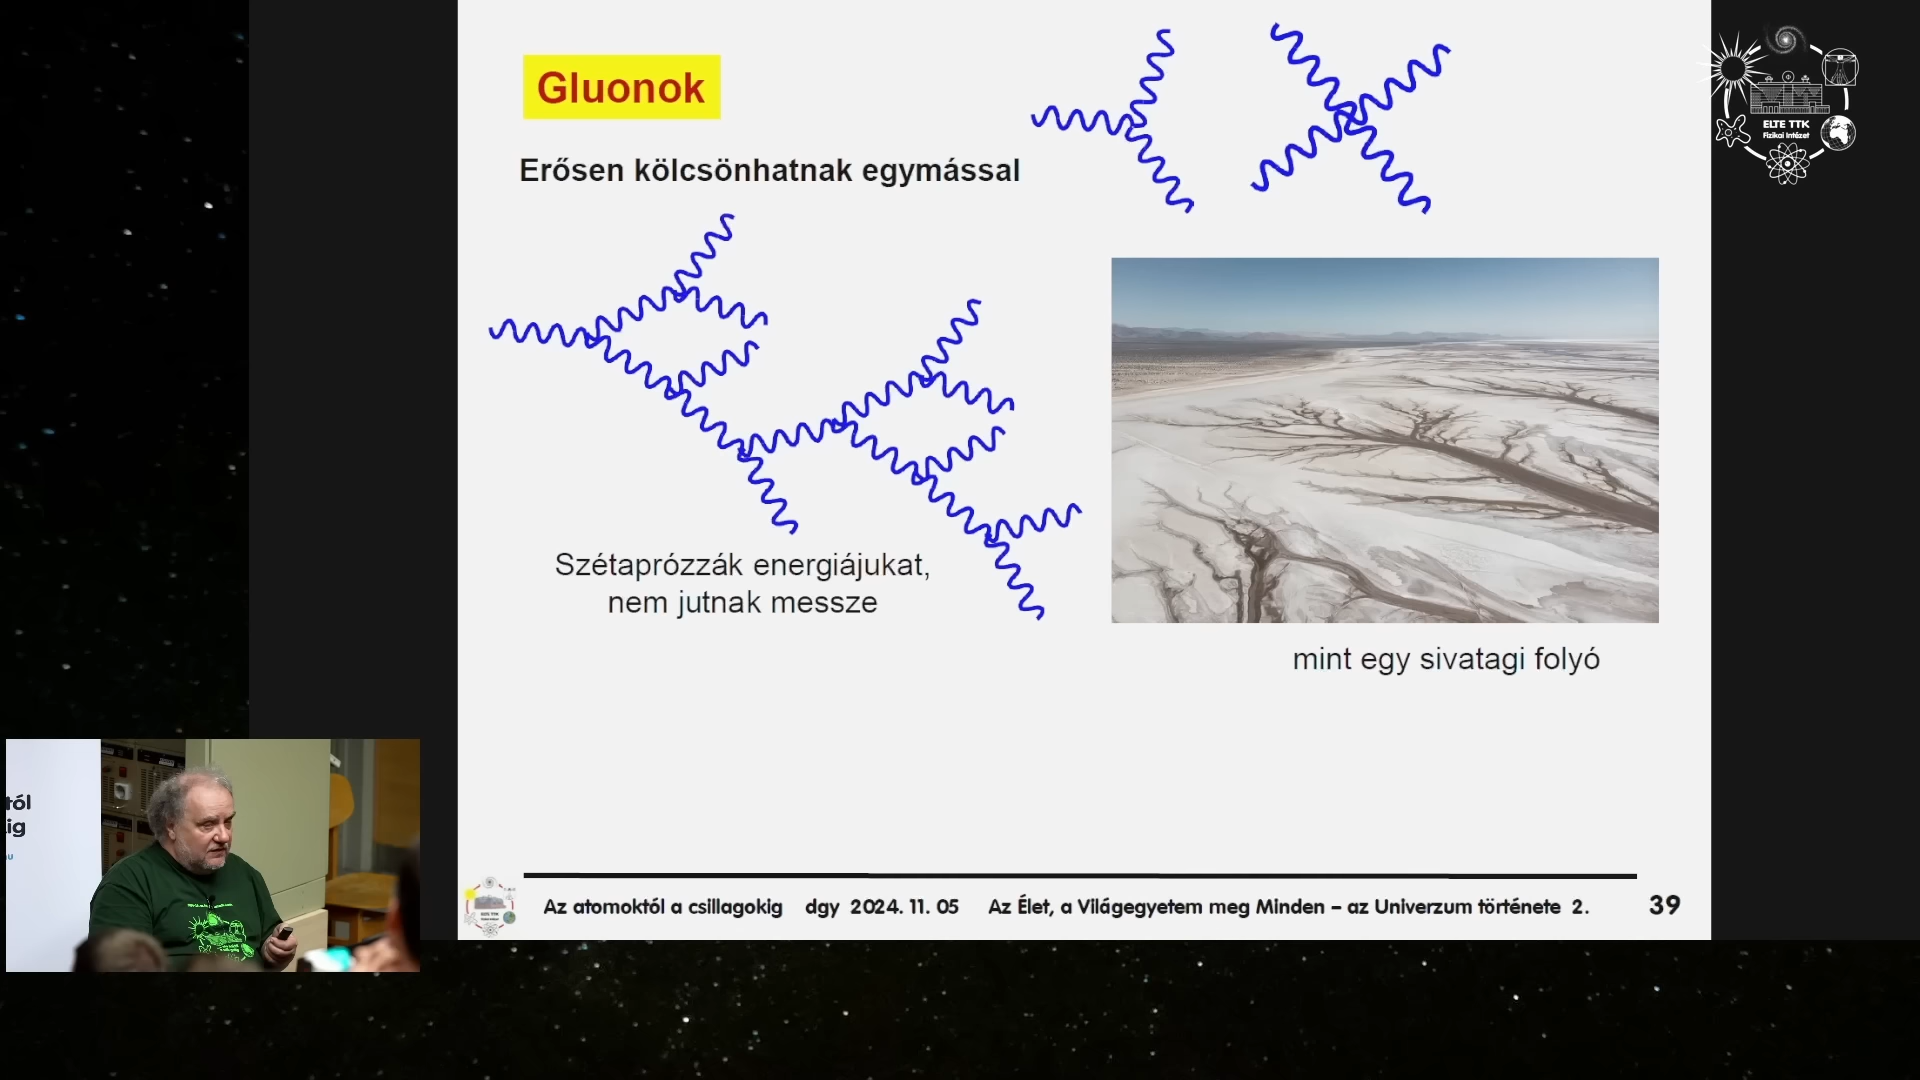 Gluonok
Erősen kölcsönhatnak egymással
ELTE TTK
Fizikai Intézet
Szétaprózzák energiájukat,
nem jutnak messze
mint egy sivatagi folyó
tól
ig
Az atomoktól a csillagokig dgy 2024. 11. 05 Az Élet, a Világegyetem meg Minden – az Univerzum története 2. 39